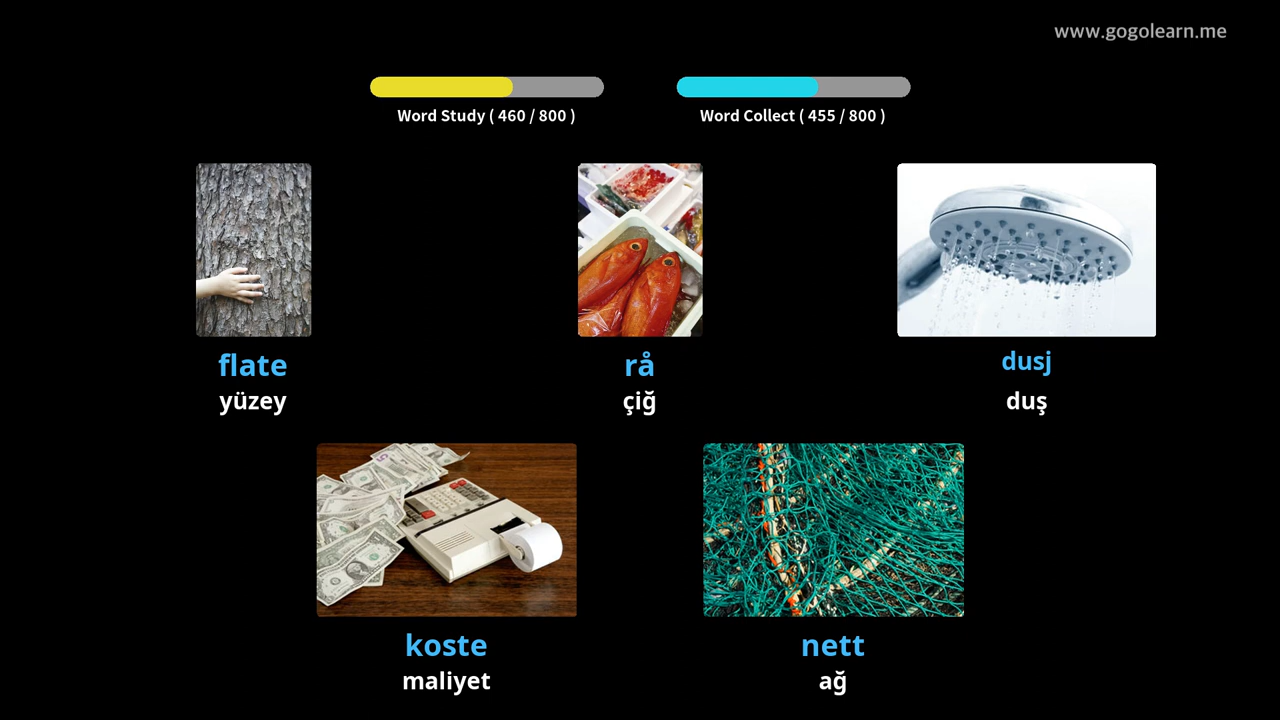 www.gogolearn.me
Word Study ( 460 / 800 )
Word Collect ( 455 / 800 )
flate
yüzey
rå
çiğ
dusj
duş
koste
maliyet
nett
ağ